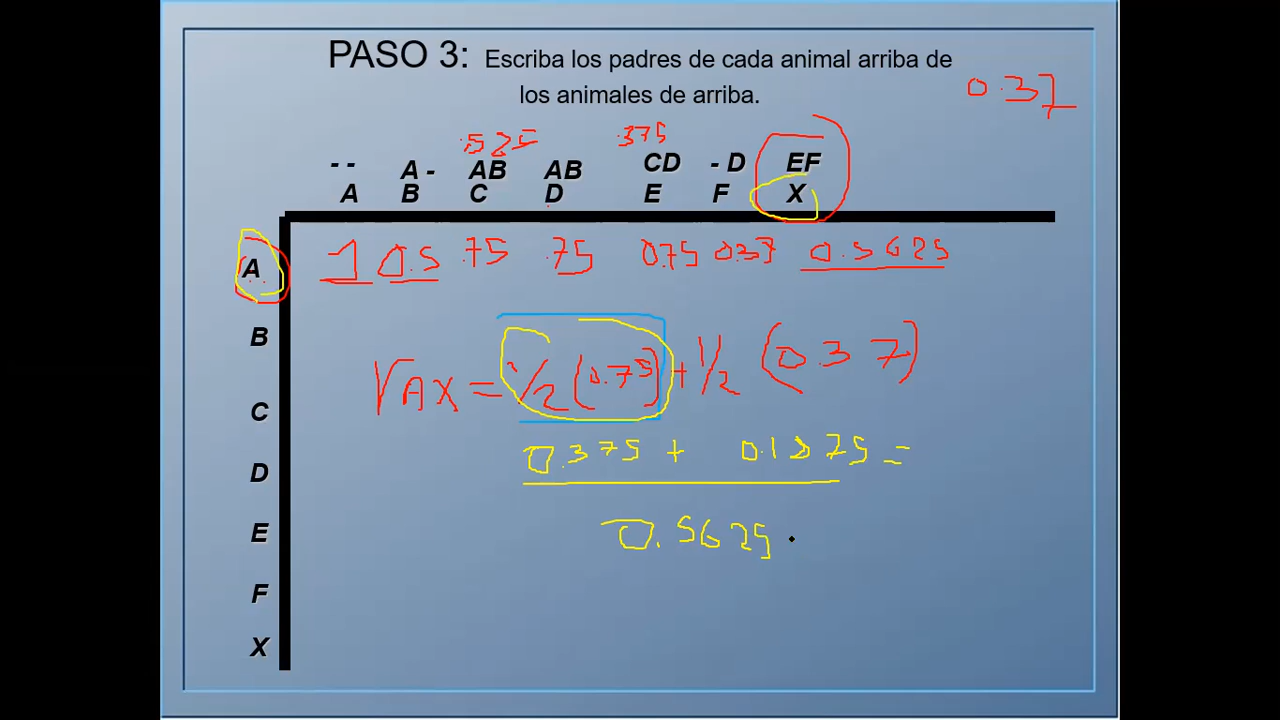 PASO 3: Escriba los padres de cada animal arriba de
los animales de arriba.
0.37
.525 .375
- - A - AB AB CD - D EF
A B C D E F X
A 1 0.5 .75 .75 0.75 0.37 0.5625
B
rAX = 1/2 (0.75) + 1/2 (0.37)
C
0.375 + 0.1875 =
D
E 0.5625
F
X